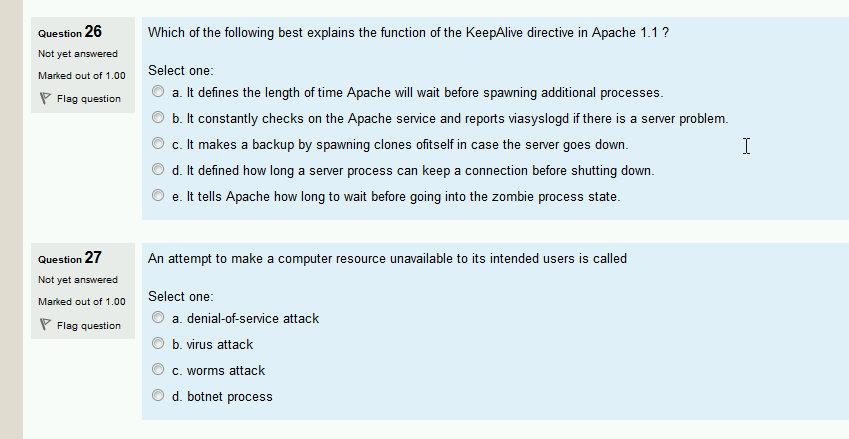 Question 26
Not yet answered
Marked out of 1.00
Flag question
Which of the following best explains the function of the KeepAlive directive in Apache 1.1 ?
Select one:
a. It defines the length of time Apache will wait before spawning additional processes.
b. It constantly checks on the Apache service and reports viasyslogd if there is a server problem.
c. It makes a backup by spawning clones ofitself in case the server goes down.
d. It defined how long a server process can keep a connection before shutting down.
e. It tells Apache how long to wait before going into the zombie process state.
Question 27
Not yet answered
Marked out of 1.00
Flag question
An attempt to make a computer resource unavailable to its intended users is called
Select one:
a. denial-of-service attack
b. virus attack
c. worms attack
d. botnet process